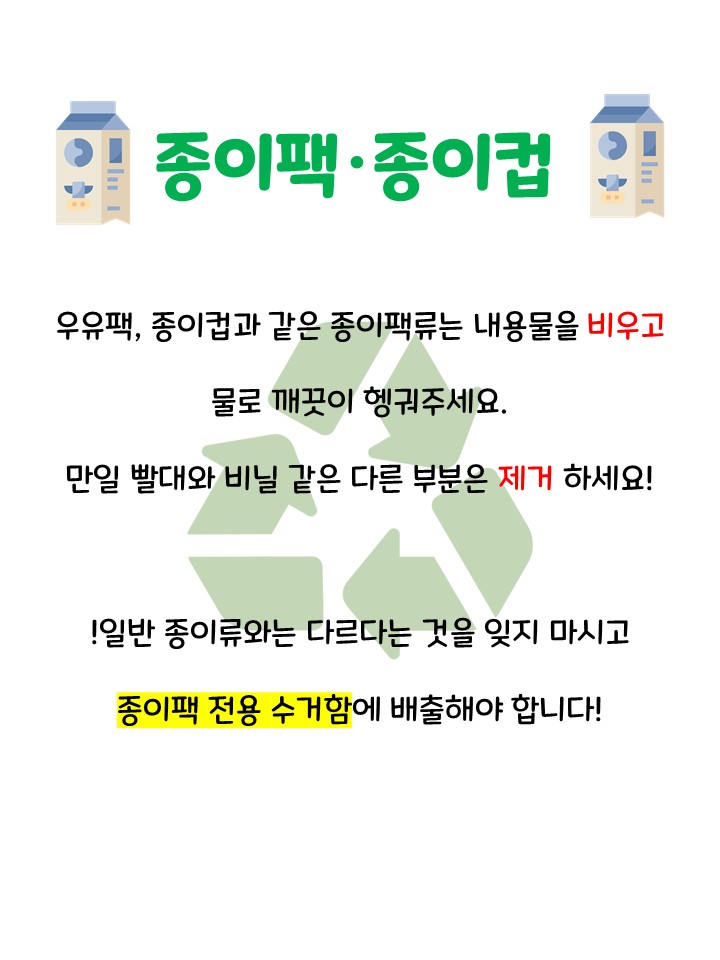 종이팩·종이컵
우유팩, 종이컵과 같은 종이팩류는 내용물을 비우고
물로 깨끗이 헹궈주세요.
만일 빨대와 비닐 같은 다른 부분은 제거 하세요!
!일반 종이류와는 다르다는 것을 잊지 마시고
종이팩 전용 수거함에 배출해야 합니다!